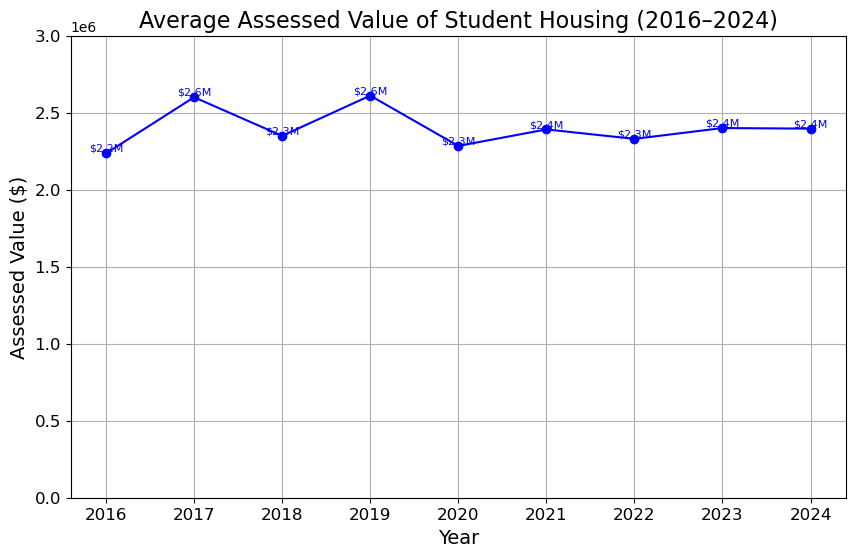 Average Assessed Value of Student Housing (2016–2024)
1e6
3.0
2.5
2.0
1.5
1.0
0.5
0.0
Assessed Value ($)
$2.2M
$2.6M
$2.3M
$2.6M
$2.3M
$2.4M
$2.3M
$2.4M
$2.4M
2016 2017 2018 2019 2020 2021 2022 2023 2024
Year